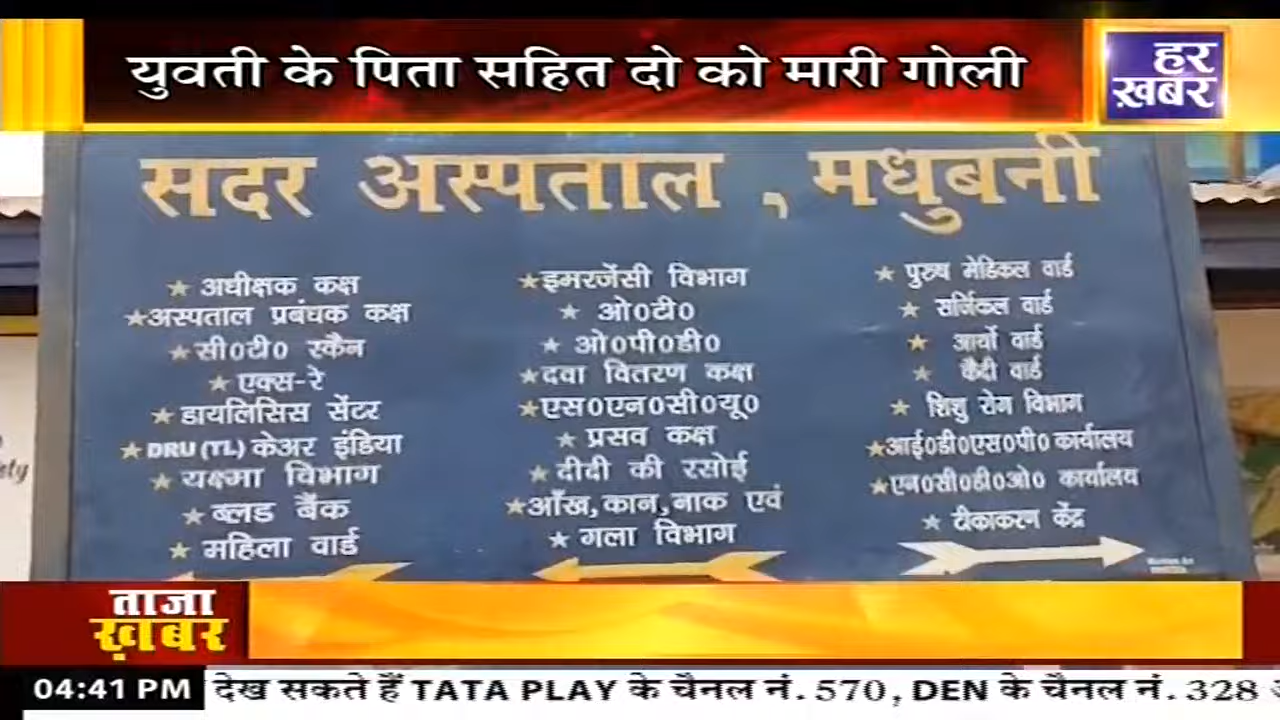 युवती के पिता सहित दो को मारी गोली
हर
ख़बर
सदर अस्पताल , मधुबनी
अधीक्षक कक्ष
अस्पताल प्रबंधक कक्ष
सी0टी0 स्कैन
एक्स-रे
डायलिसिस सेंटर
DRU (TL) केअर इंडिया
यक्ष्मा विभाग
ब्लड बैंक
महिला वार्ड
इमरजेंसी विभाग
ओ0टी0
ओ0पी0डी0
दवा वितरण कक्ष
एस0एन0सी0यू0
प्रसव कक्ष
दीदी की रसोई
आँख,कान,नाक एवं
गला विभाग
पुरुष मेडिकल वार्ड
सर्जिकल वार्ड
आर्थो वार्ड
कैदी वार्ड
शिशु रोग विभाग
आई0डी0एस0पी0 कार्यालय
एन0सी0डी0ओ0 कार्यालय
टीकाकरण केंद्र
ताजा
ख़बर
04:41 PM देख सकते हैं TATA PLAY के चैनल नं. 570, DEN के चैनल नं. 328